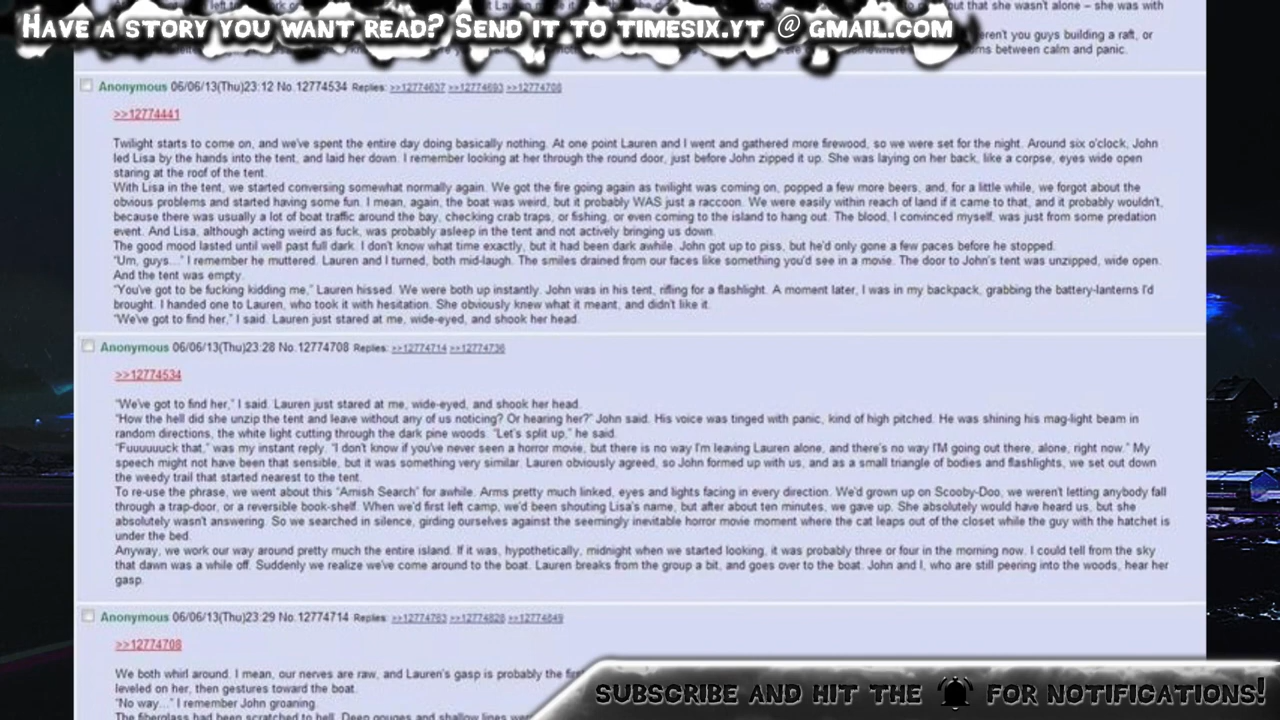 HAVE A STORY YOU WANT READ? SEND IT TO TIMESIX.YT @ GMAIL.COM
out that she wasn't alone – she was with
eren't you guys building a raft, or
between calm and panic.
Anonymous 06/06/13(Thu)23:12 No.12774534 Replies: >>12774637 >>12774693 >>12774708
>>12774441
Twilight starts to come on, and we've spent the entire day doing basically nothing. At one point Lauren and I went and gathered more firewood, so we were set for the night. Around six o'clock, John
led Lisa by the hands into the tent, and laid her down. I remember looking at her through the round door, just before John zipped it up. She was laying on her back, like a corpse, eyes wide open
staring at the roof of the tent.
With Lisa in the tent, we started conversing somewhat normally again. We got the fire going again as twilight was coming on, popped a few more beers, and, for a little while, we forgot about the
obvious problems and started having some fun. I mean, again, the boat was weird, but it probably WAS just a raccoon. We were easily within reach of land if it came to that, and it probably wouldn't,
because there was usually a lot of boat traffic around the bay, checking crab traps, or fishing, or even coming to the island to hang out. The blood, I convinced myself, was just from some predation
event. And Lisa, although acting weird as fuck, was probably asleep in the tent and not actively bringing us down.
The good mood lasted until well past full dark. I don't know what time exactly, but it had been dark awhile. John got up to piss, but he'd only gone a few paces before he stopped.
"Um, guys..." I remember he muttered. Lauren and I turned, both mid-laugh. The smiles drained from our faces like something you'd see in a movie. The door to John's tent was unzipped, wide open.
And the tent was empty.
"You've got to be fucking kidding me," Lauren hissed. We were both up instantly. John was in his tent, rifling for a flashlight. A moment later, I was in my backpack, grabbing the battery-lanterns I'd
brought. I handed one to Lauren, who took it with hesitation. She obviously knew what it meant, and didn't like it.
"We've got to find her," I said. Lauren just stared at me, wide-eyed, and shook her head.
Anonymous 06/06/13(Thu)23:28 No.12774708 Replies: >>12774714 >>12774736
>>12774534
"We've got to find her," I said. Lauren just stared at me, wide-eyed, and shook her head.
"How the hell did she unzip the tent and leave without any of us noticing? Or hearing her?" John said. His voice was tinged with panic, kind of high pitched. He was shining his mag-light beam in
random directions, the white light cutting through the dark pine woods. "Let's split up," he said.
"Fuuuuuuck that," was my instant reply. "I don't know if you've never seen a horror movie, but there is no way I'm leaving Lauren alone, and there's no way I'M going out there, alone, right now." My
speech might not have been that sensible, but it was something very similar. Lauren obviously agreed, so John formed up with us, and as a small triangle of bodies and flashlights, we set out down
the weedy trail that started nearest to the tent.
To re-use the phrase, we went about this "Amish Search" for awhile. Arms pretty much linked, eyes and lights facing in every direction. We'd grown up on Scooby-Doo, we weren't letting anybody fall
through a trap-door, or a reversible book-shelf. When we'd first left camp, we'd been shouting Lisa's name, but after about ten minutes, we gave up. She absolutely would have heard us, but she
absolutely wasn't answering. So we searched in silence, girding ourselves against the seemingly inevitable horror movie moment where the cat leaps out of the closet while the guy with the hatchet is
under the bed.
Anyway, we work our way around pretty much the entire island. If it was, hypothetically, midnight when we started looking, it was probably three or four in the morning now. I could tell from the sky
that dawn was a while off. Suddenly we realize we've come around to the boat. Lauren breaks from the group a bit, and goes over to the boat. John and I, who are still peering into the woods, hear her
gasp.
Anonymous 06/06/13(Thu)23:29 No.12774714 Replies: >>12774763 >>12774828 >>12774849
>>12774708
We both whirl around. I mean, our nerves are raw, and Lauren's gasp is probably the
leveled on her, then gestures toward the boat.
"No way..." I remember John groaning.
The fiberglass had been scratched to hell. Deep gouges and shallow lines
SUBSCRIBE AND HIT THE FOR NOTIFICATIONS!